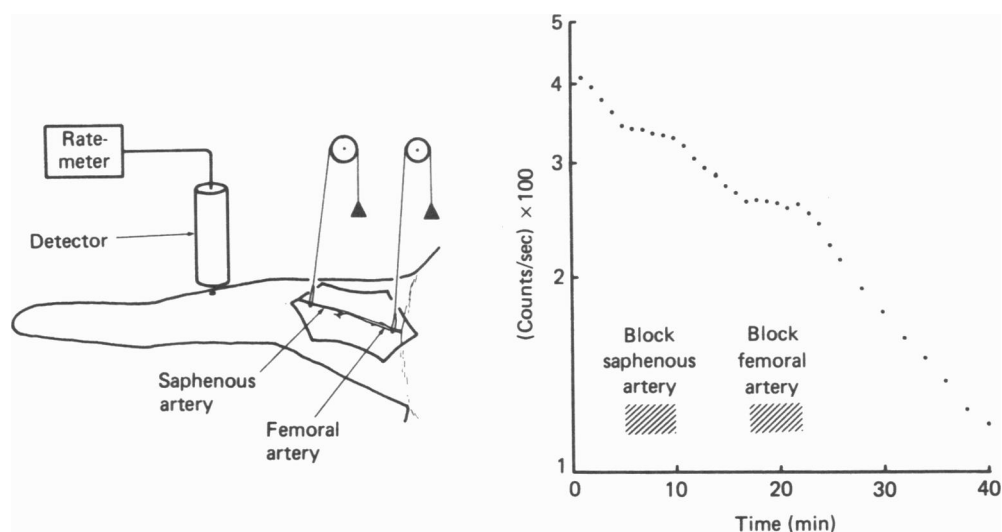 Rate-
meter
Detector
Saphenous
artery
Femoral
artery
(Counts/sec) × 100
5
4
3
2
1
Block
saphenous
artery
Block
femoral
artery
0
10
20
30
40
Time (min)